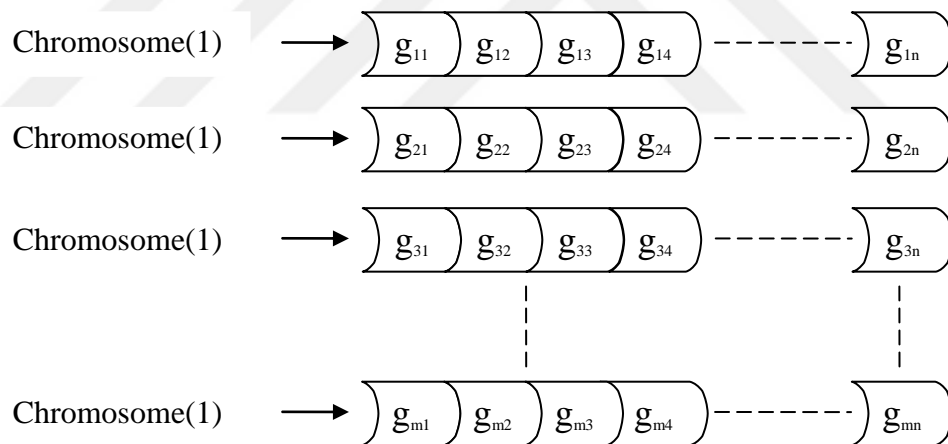 Chromosome(1) g11 g12 g13 g14 g1n
Chromosome(1) g21 g22 g23 g24 g2n
Chromosome(1) g31 g32 g33 g34 g3n
Chromosome(1) gm1 gm2 gm3 gm4 gmn